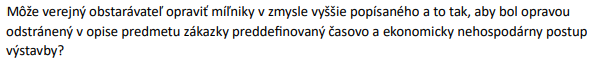 Môže verejný obstarávateľ opraviť míľniky v zmysle vyššie popísaného a to tak, aby bol opravou
odstránený v opise predmetu zákazky preddefinovaný časovo a ekonomicky nehospodárny postup
výstavby?